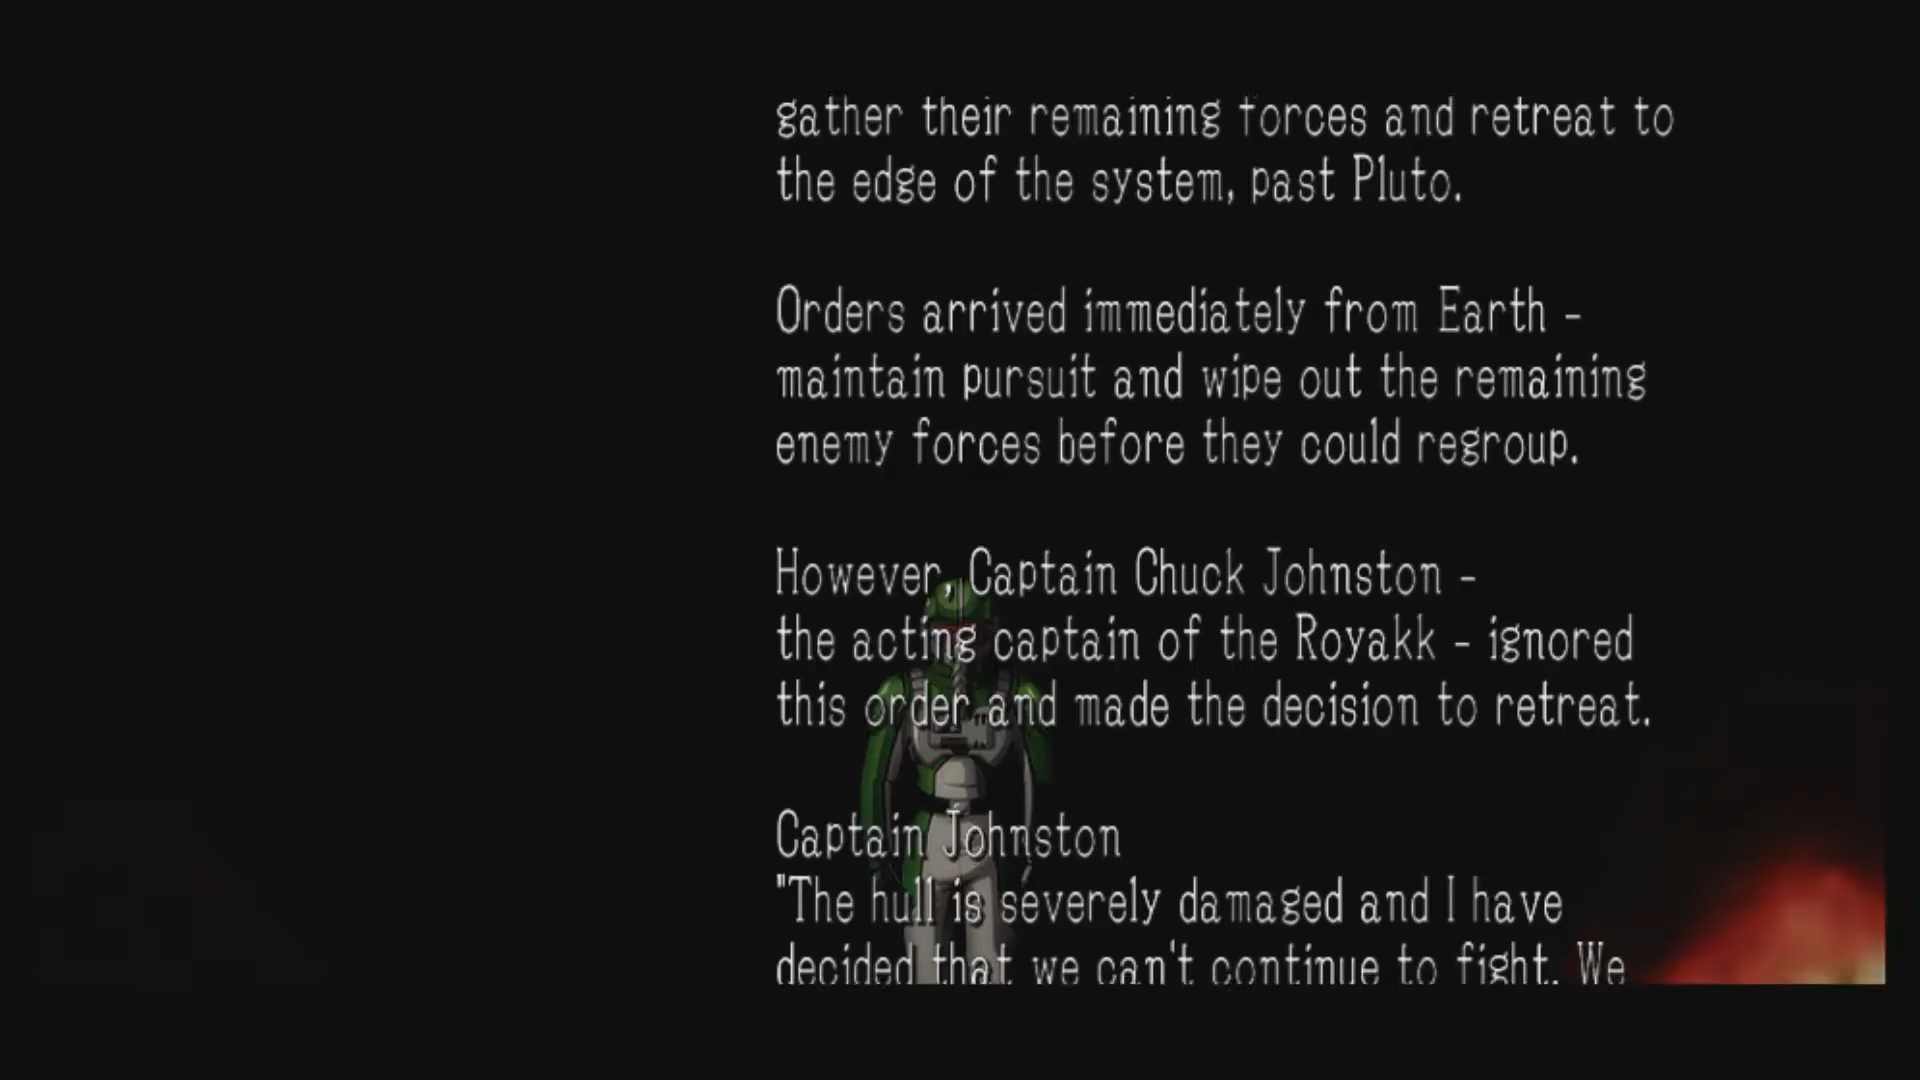 gather their remaining forces and retreat to
the edge of the system, past Pluto.
Orders arrived immediately from Earth -
maintain pursuit and wipe out the remaining
enemy forces before they could regroup.
However, Captain Chuck Johnston -
the acting captain of the Royakk - ignored
this order and made the decision to retreat.
Captain Johnston
"The hull is severely damaged and I have
decided that we can't continue to fight. We